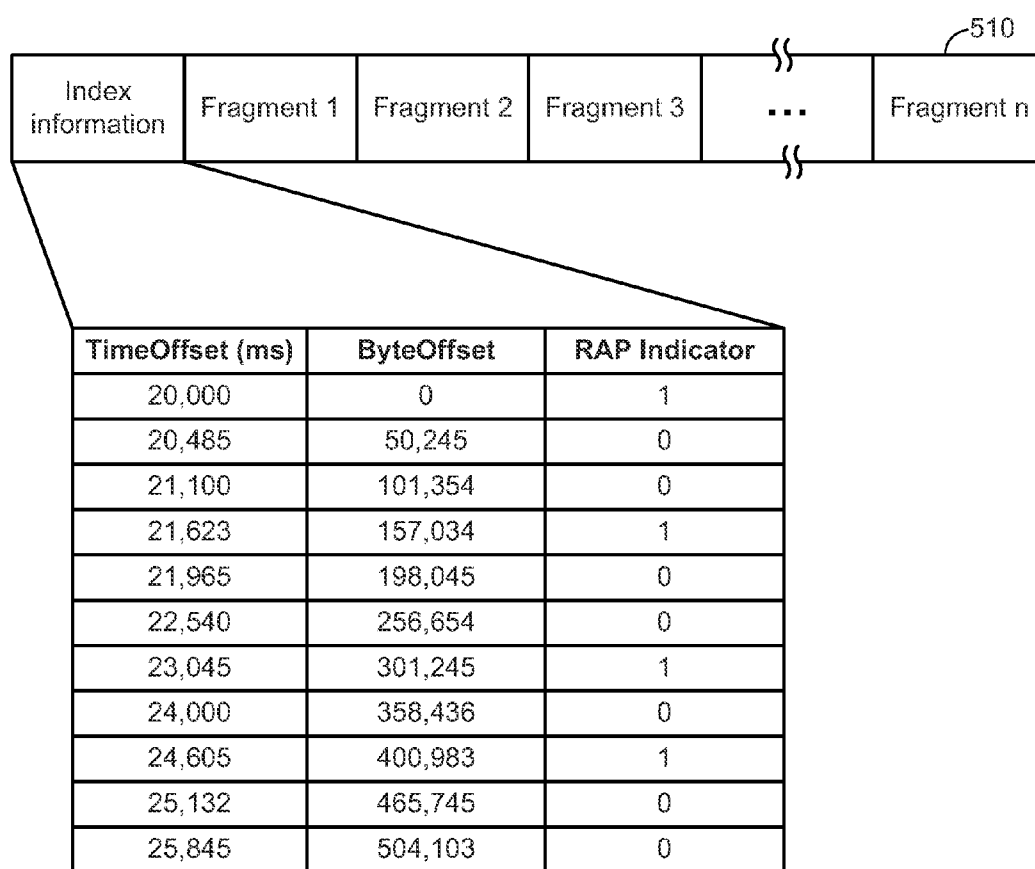 510
Index information
Fragment 1
Fragment 2
Fragment 3
...
Fragment n
TimeOffset (ms) ByteOffset RAP Indicator
20,000 0 1
20,485 50,245 0
21,100 101,354 0
21,623 157,034 1
21,965 198,045 0
22,540 256,654 0
23,045 301,245 1
24,000 358,436 0
24,605 400,983 1
25,132 465,745 0
25,845 504,103 0